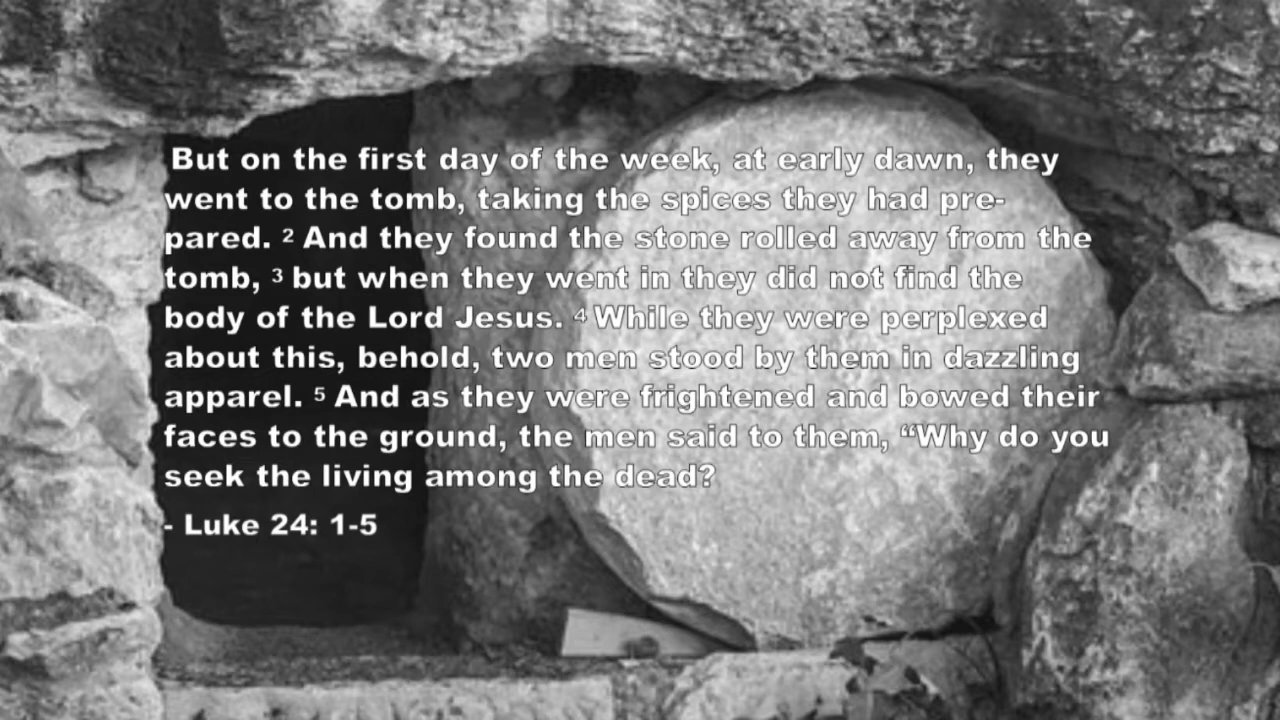 But on the first day of the week, at early dawn, they
went to the tomb, taking the spices they had pre-
pared. 2 And they found the stone rolled away from the
tomb, 3 but when they went in they did not find the
body of the Lord Jesus. 4 While they were perplexed
about this, behold, two men stood by them in dazzling
apparel. 5 And as they were frightened and bowed their
faces to the ground, the men said to them, “Why do you
seek the living among the dead?
- Luke 24: 1-5